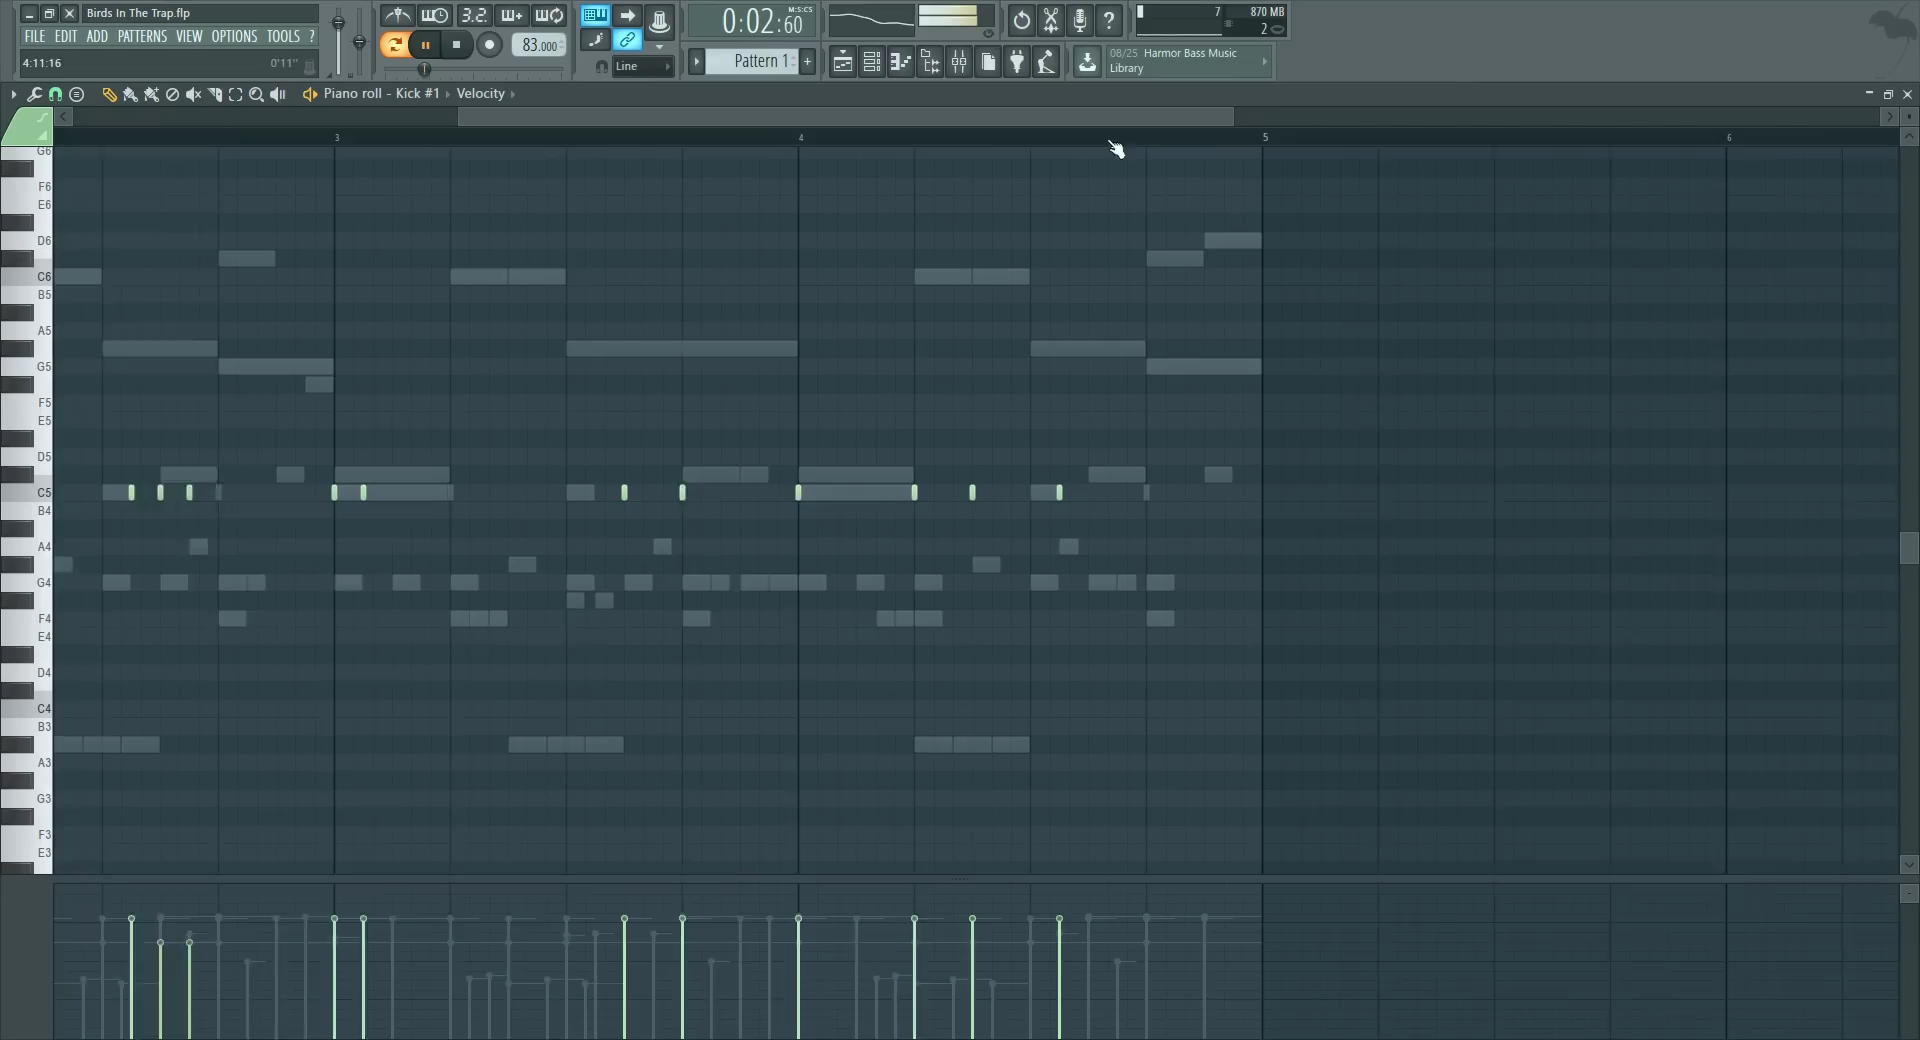 Birds In The Trap.flp
FILE EDIT ADD PATTERNS VIEW OPTIONS TOOLS ?
4:11:16 0'11"
3.2.
83.000
Line
0:02:60
M:S:CS
Pattern 1
+
?
7 870 MB
2
08/25 Harmor Bass Music
Library
Piano roll - Kick #1 Velocity
3 4 5 6
G6
F6
E6
D6
C6
B5
A5
G5
F5
E5
D5
C5
B4
A4
G4
F4
E4
D4
C4
B3
A3
G3
F3
E3